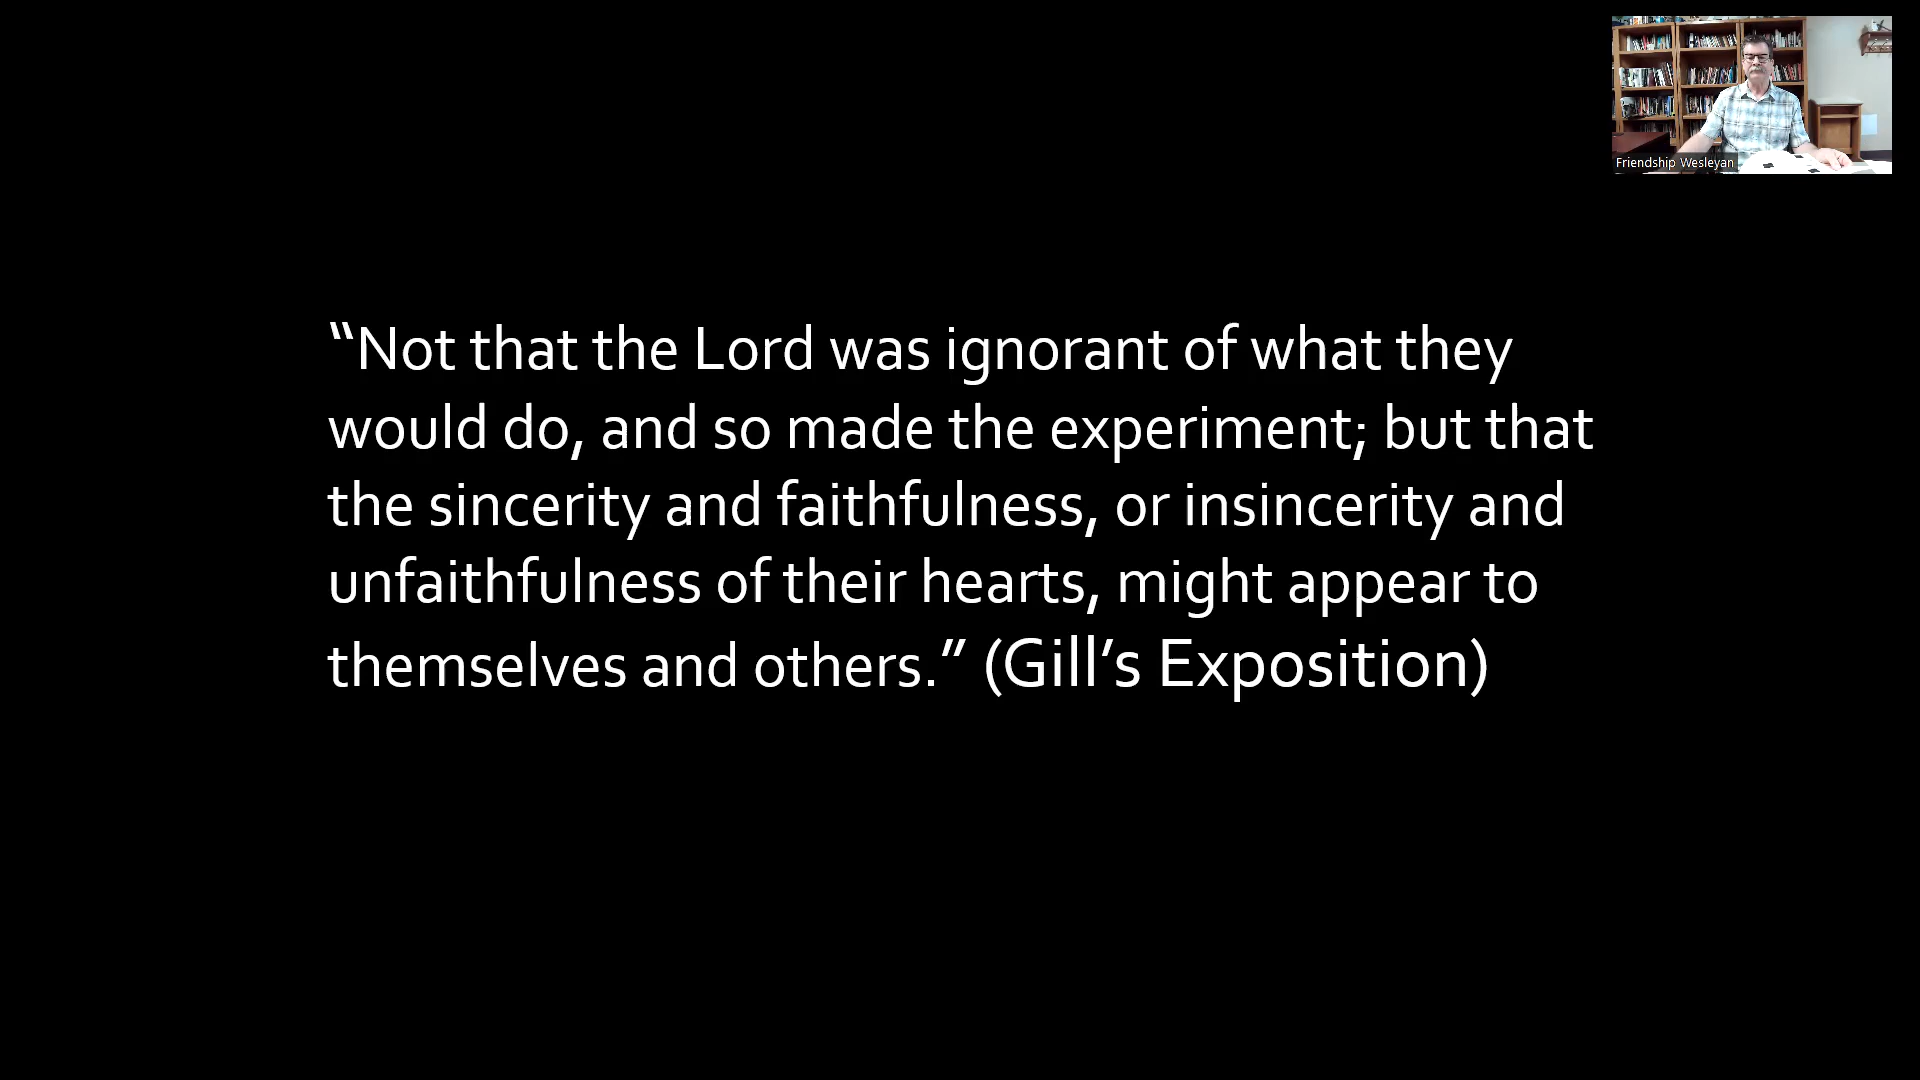 Friendship Wesleyan
“Not that the Lord was ignorant of what they
would do, and so made the experiment; but that
the sincerity and faithfulness, or insincerity and
unfaithfulness of their hearts, might appear to
themselves and others.” (Gill’s Exposition)